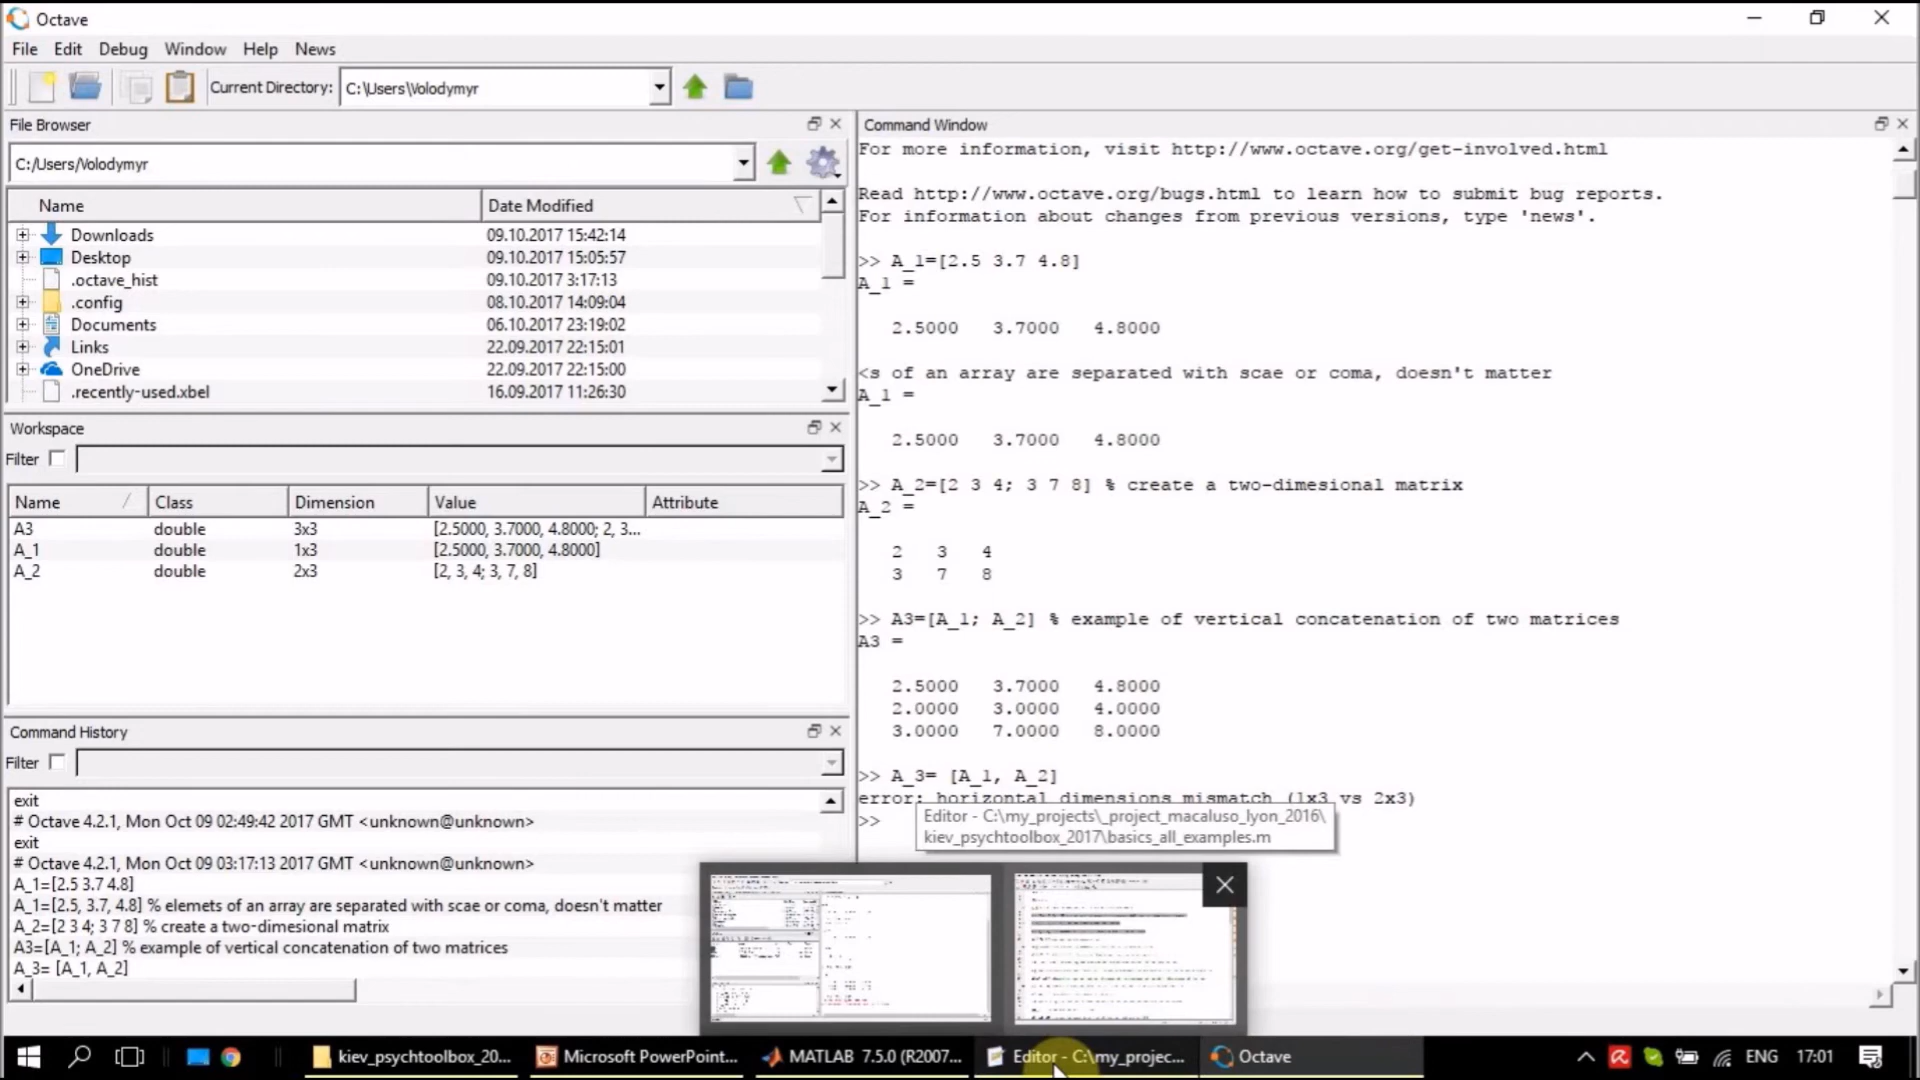 Octave
File Edit Debug Window Help News
Current Directory: C:\Users\Volodymyr
File Browser
C:/Users/Volodymyr
Name Date Modified
Downloads 09.10.2017 15:42:14
Desktop 09.10.2017 15:05:57
.octave_hist 09.10.2017 3:17:13
.config 08.10.2017 14:09:04
Documents 06.10.2017 23:19:02
Links 22.09.2017 22:15:01
OneDrive 22.09.2017 22:15:00
.recently-used.xbel 16.09.2017 11:26:30
Workspace
Filter
Name Class Dimension Value Attribute
A3 double 3x3 [2.5000, 3.7000, 4.8000; 2, 3...
A_1 double 1x3 [2.5000, 3.7000, 4.8000]
A_2 double 2x3 [2, 3, 4; 3, 7, 8]
Command History
Filter
exit
# Octave 4.2.1, Mon Oct 09 02:49:42 2017 GMT <unknown@unknown>
exit
# Octave 4.2.1, Mon Oct 09 03:17:13 2017 GMT <unknown@unknown>
A_1=[2.5 3.7 4.8]
A_1=[2.5, 3.7, 4.8] % elemets of an array are separated with scae or coma, doesn't matter
A_2=[2 3 4; 3 7 8] % create a two-dimesional matrix
A3=[A_1; A_2] % example of vertical concatenation of two matrices
A_3= [A_1, A_2]
Command Window
For more information, visit http://www.octave.org/get-involved.html
Read http://www.octave.org/bugs.html to learn how to submit bug reports.
For information about changes from previous versions, type 'news'.
>> A_1=[2.5 3.7 4.8]
A_1 =
2.5000 3.7000 4.8000
<s of an array are separated with scae or coma, doesn't matter
A_1 =
2.5000 3.7000 4.8000
>> A_2=[2 3 4; 3 7 8] % create a two-dimesional matrix
A_2 =
2 3 4
3 7 8
>> A3=[A_1; A_2] % example of vertical concatenation of two matrices
A3 =
2.5000 3.7000 4.8000
2.0000 3.0000 4.0000
3.0000 7.0000 8.0000
>> A_3= [A_1, A_2]
error: horizontal dimensions mismatch (1x3 vs 2x3)
>>
Editor - C:\my_projects\_project_macaluso_lyon_2016\
kiev_psychtoolbox_2017\basics_all_examples.m
kiev_psychtoolbox_20... Microsoft PowerPoint... MATLAB 7.5.0 (R2007... Editor - C:\my_projec... Octave ENG 17:01